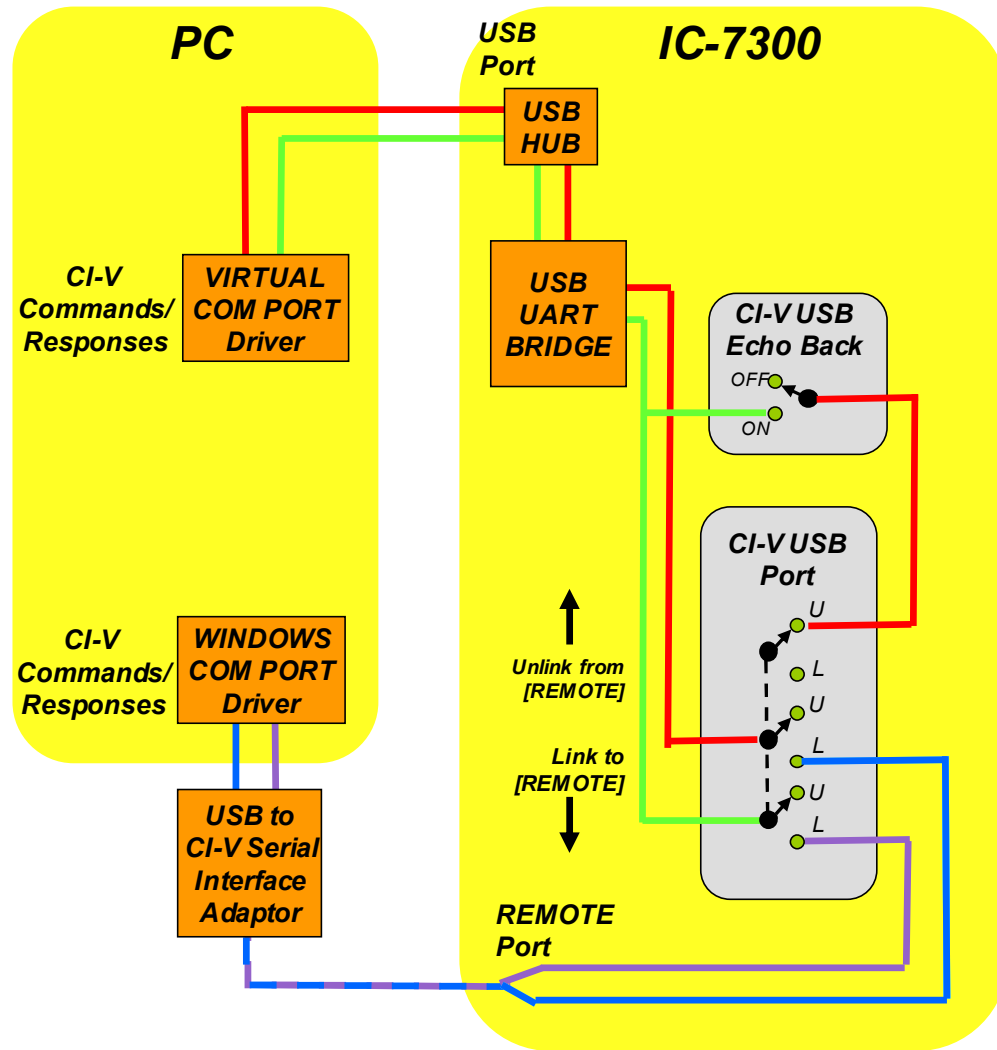 PC
USB
Port
IC-7300
USB
HUB
CI-V
Commands/
Responses
VIRTUAL
COM PORT
Driver
USB
UART
BRIDGE
CI-V USB
Echo Back
OFF
ON
CI-V USB
Port
U
L
U
L
U
L
Unlink from
[REMOTE]
Link to
[REMOTE]
CI-V
Commands/
Responses
WINDOWS
COM PORT
Driver
USB to
CI-V Serial
Interface
Adaptor
REMOTE
Port